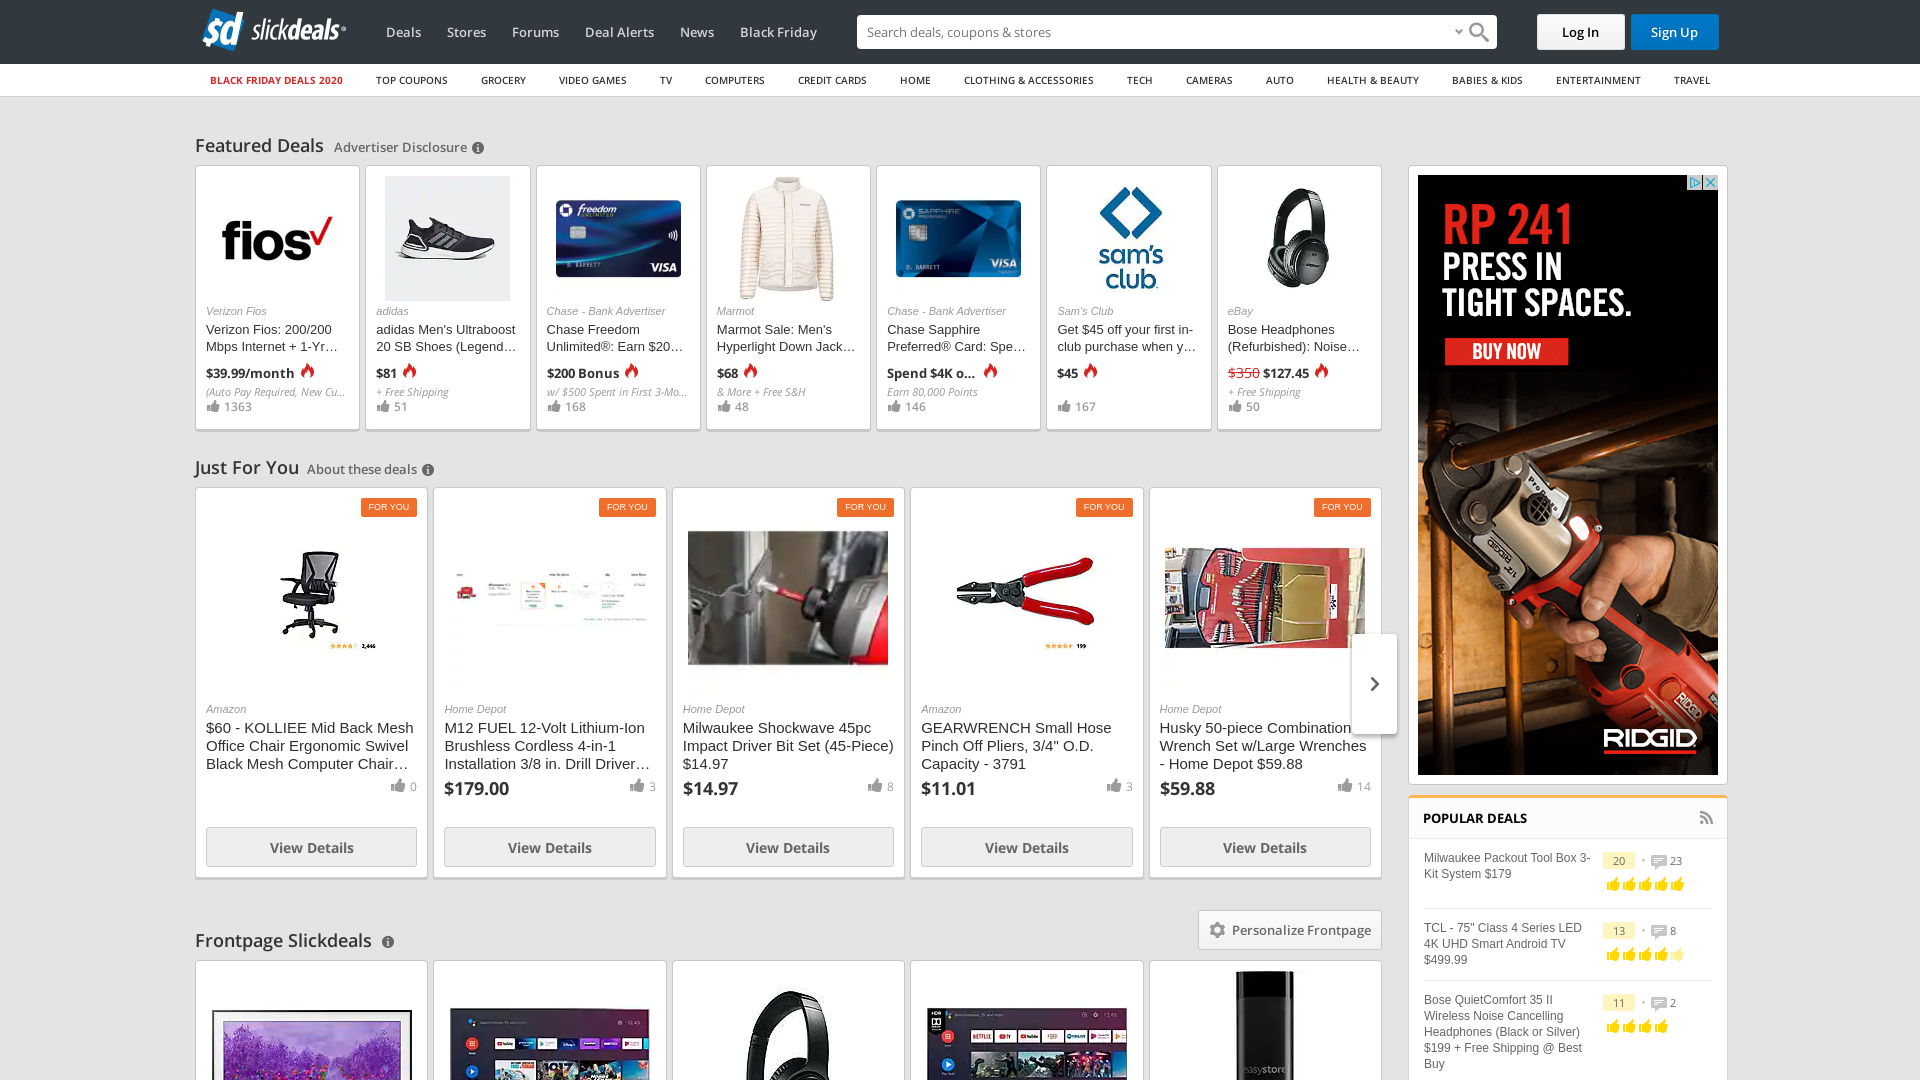 sd slickdeals
Deals
Stores
Forums
Deal Alerts
News
Black Friday
Search deals, coupons & stores
Log In
Sign Up
BLACK FRIDAY DEALS 2020
TOP COUPONS
GROCERY
VIDEO GAMES
TV
COMPUTERS
CREDIT CARDS
HOME
CLOTHING & ACCESSORIES
TECH
CAMERAS
AUTO
HEALTH & BEAUTY
BABIES & KIDS
ENTERTAINMENT
TRAVEL
Featured Deals
Advertiser Disclosure
fios
Verizon Fios
Verizon Fios: 200/200
Mbps Internet + 1-Yr…
$39.99/month
(Auto Pay Required, New Cu...
1363
adidas
adidas Men's Ultraboost
20 SB Shoes (Legend…
$81
+ Free Shipping
51
freedom
UNLIMITED
D. BARRETT
VISA
Chase - Bank Advertiser
Chase Freedom
Unlimited®: Earn $20…
$200 Bonus
w/ $500 Spent in First 3-Mo...
168
Marmot
Marmot Sale: Men's
Hyperlight Down Jack…
$68
& More + Free S&H
48
SAPPHIRE
PREFERRED
D. BARRETT
VISA
Chase - Bank Advertiser
Chase Sapphire
Preferred® Card: Spe…
Spend $4K o...
Earn 80,000 Points
146
sam's
club
Sam's Club
Get $45 off your first in-
club purchase when y…
$45
167
eBay
Bose Headphones
(Refurbished): Noise…
$350 $127.45
+ Free Shipping
50
RP 241
PRESS IN
TIGHT SPACES.
BUY NOW
RIDGID
Just For You
About these deals
FOR YOU
2,446
Amazon
$60 - KOLLIEE Mid Back Mesh
Office Chair Ergonomic Swivel
Black Mesh Computer Chair…
0
View Details
FOR YOU
Home Depot
M12 FUEL 12-Volt Lithium-Ion
Brushless Cordless 4-in-1
Installation 3/8 in. Drill Driver…
$179.00
3
View Details
FOR YOU
Home Depot
Milwaukee Shockwave 45pc
Impact Driver Bit Set (45-Piece)
$14.97
$14.97
8
View Details
FOR YOU
199
Amazon
GEARWRENCH Small Hose
Pinch Off Pliers, 3/4" O.D.
Capacity - 3791
$11.01
3
View Details
FOR YOU
Home Depot
Husky 50-piece Combination
Wrench Set w/Large Wrenches
- Home Depot $59.88
$59.88
14
View Details
POPULAR DEALS
Milwaukee Packout Tool Box 3-
Kit System $179
20
23
TCL - 75" Class 4 Series LED
4K UHD Smart Android TV
$499.99
13
8
Bose QuietComfort 35 II
Wireless Noise Cancelling
Headphones (Black or Silver)
$199 + Free Shipping @ Best
Buy
11
2
Frontpage Slickdeals
Personalize Frontpage
12:45
HDR
12:45
NETFLIX
easystore